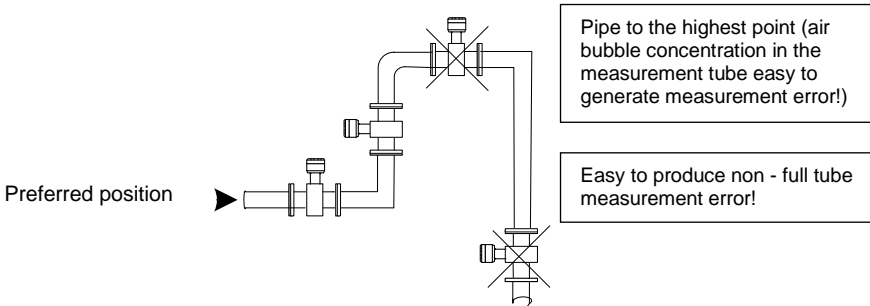 Pipe to the highest point (air
bubble concentration in the
measurement tube easy to
generate measurement error!)
Easy to produce non - full tube
measurement error!
Preferred position